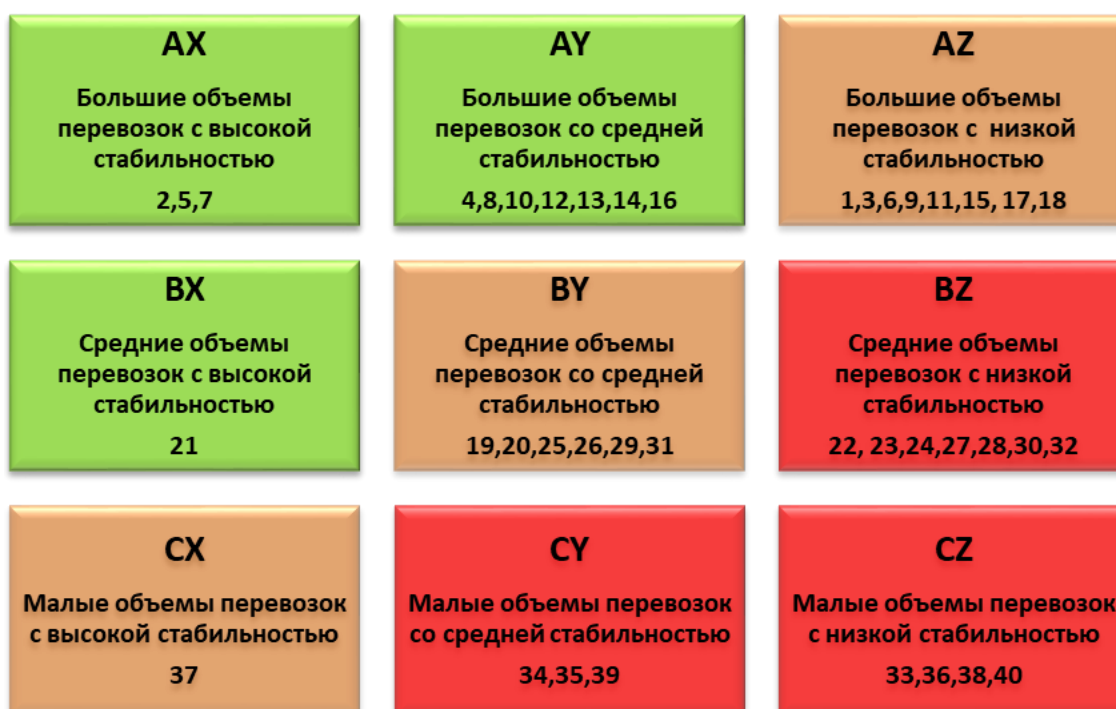 AX
Большие объемы
перевозок с высокой
стабильностью
2,5,7
AY
Большие объемы
перевозок со средней
стабильностью
4,8,10,12,13,14,16
AZ
Большие объемы
перевозок с низкой
стабильностью
1,3,6,9,11,15, 17,18
BX
Средние объемы
перевозок с высокой
стабильностью
21
BY
Средние объемы
перевозок со средней
стабильностью
19,20,25,26,29,31
BZ
Средние объемы
перевозок с низкой
стабильностью
22, 23,24,27,28,30,32
CX
Малые объемы перевозок
с высокой стабильностью
37
CY
Малые объемы перевозок
со средней стабильностью
34,35,39
CZ
Малые объемы перевозок
с низкой стабильностью
33,36,38,40